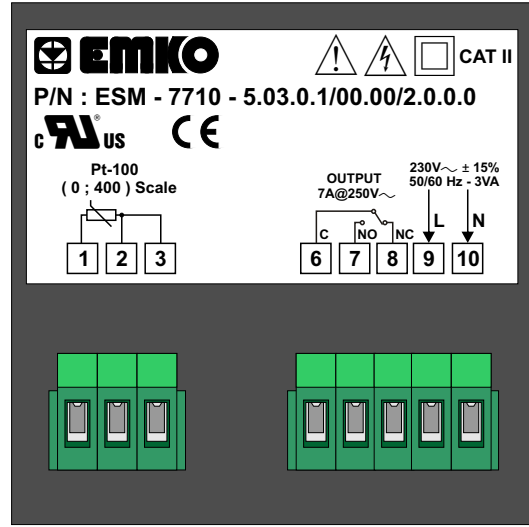 EMKO
CAT II
P/N : ESM - 7710 - 5.03.0.1/00.00/2.0.0.0
c RU ® US CE
Pt-100
( 0 ; 400 ) Scale
1 2 3
OUTPUT
7A@250V～
230V～ ± 15%
50/60 Hz - 3VA
L N
C NO NC
6 7 8 9 10